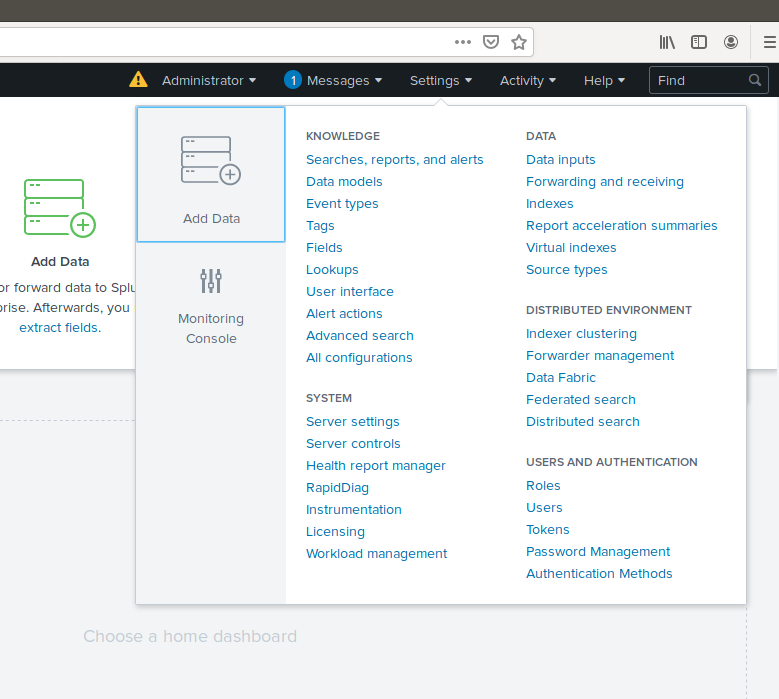 Administrator
1 Messages
Settings
Activity
Help
Find
Add Data
or forward data to Splu
prise. Afterwards, you
extract fields.
Add Data
Monitoring
Console
KNOWLEDGE
Searches, reports, and alerts
Data models
Event types
Tags
Fields
Lookups
User interface
Alert actions
Advanced search
All configurations
SYSTEM
Server settings
Server controls
Health report manager
RapidDiag
Instrumentation
Licensing
Workload management
DATA
Data inputs
Forwarding and receiving
Indexes
Report acceleration summaries
Virtual indexes
Source types
DISTRIBUTED ENVIRONMENT
Indexer clustering
Forwarder management
Data Fabric
Federated search
Distributed search
USERS AND AUTHENTICATION
Roles
Users
Tokens
Password Management
Authentication Methods
Choose a home dashboard